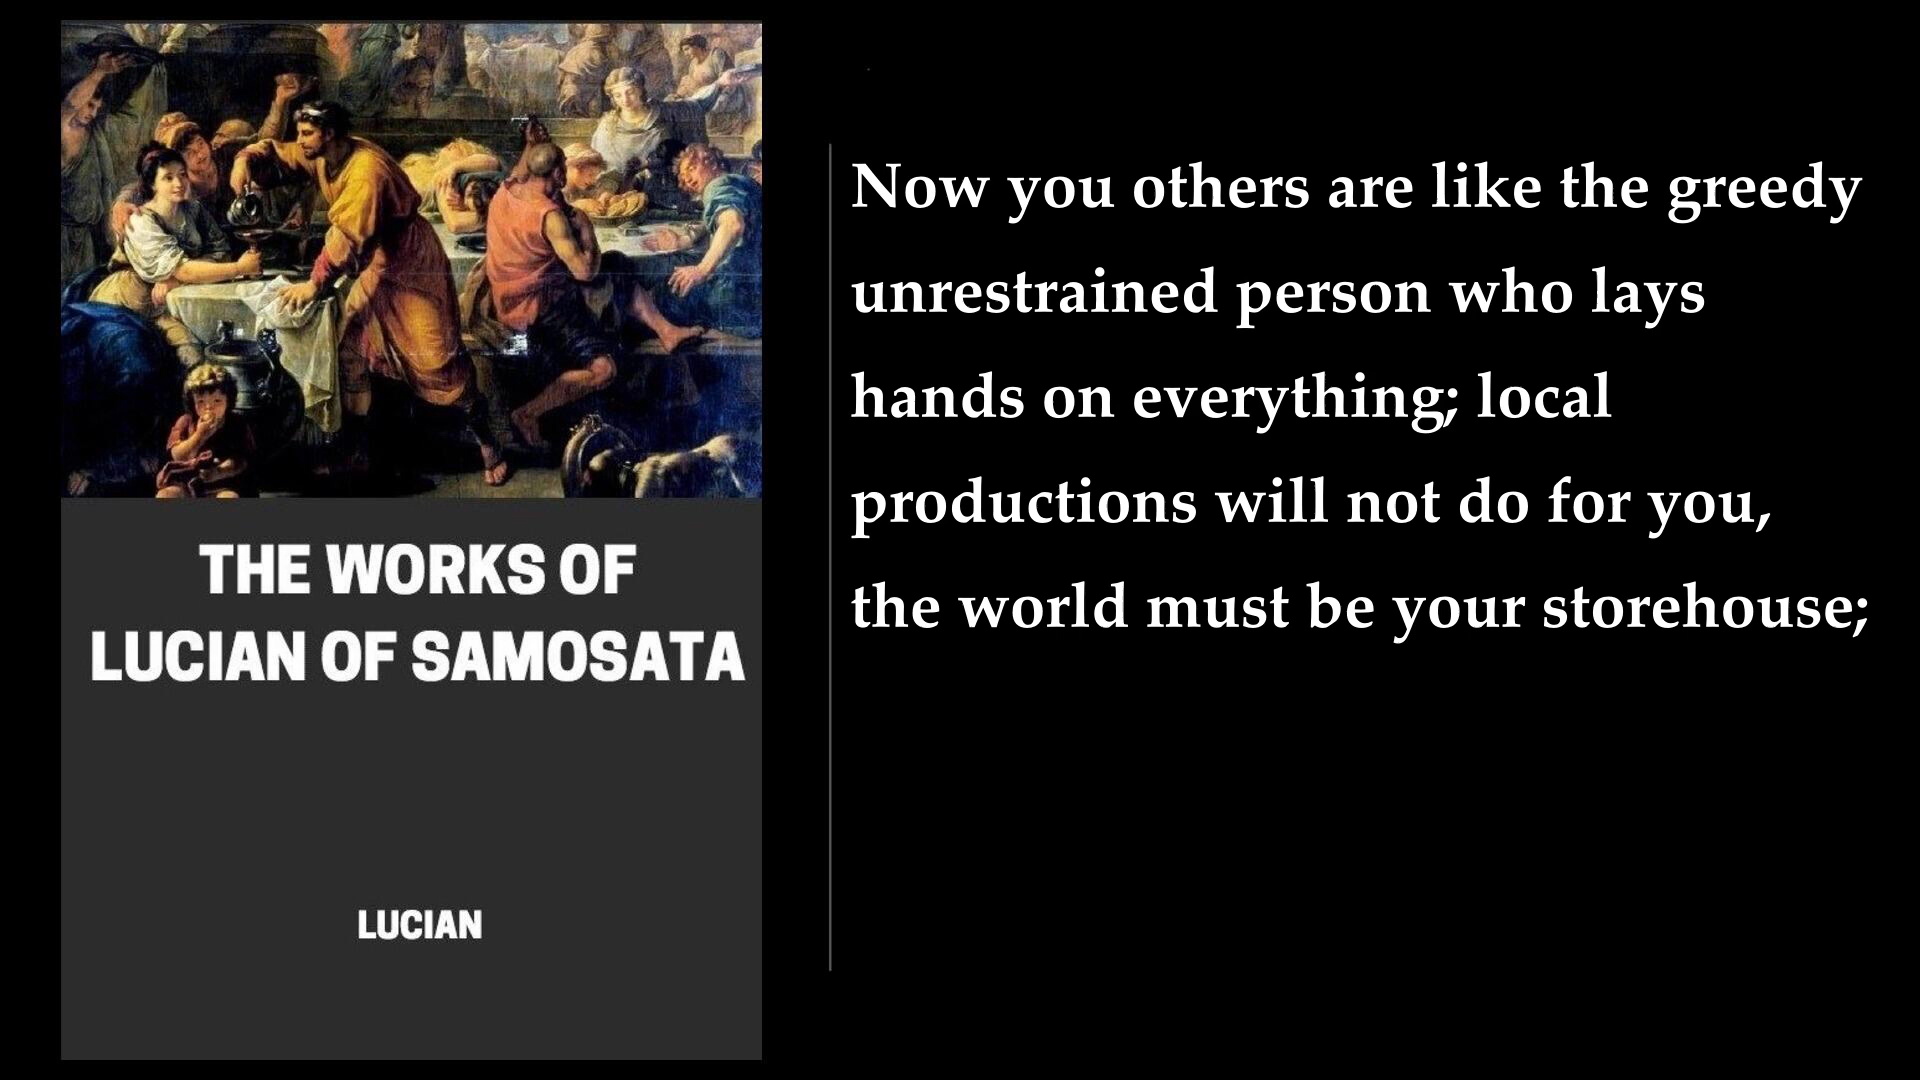 THE WORKS OF
LUCIAN OF SAMOSATA
LUCIAN
Now you others are like the greedy
unrestrained person who lays
hands on everything; local
productions will not do for you,
the world must be your storehouse;